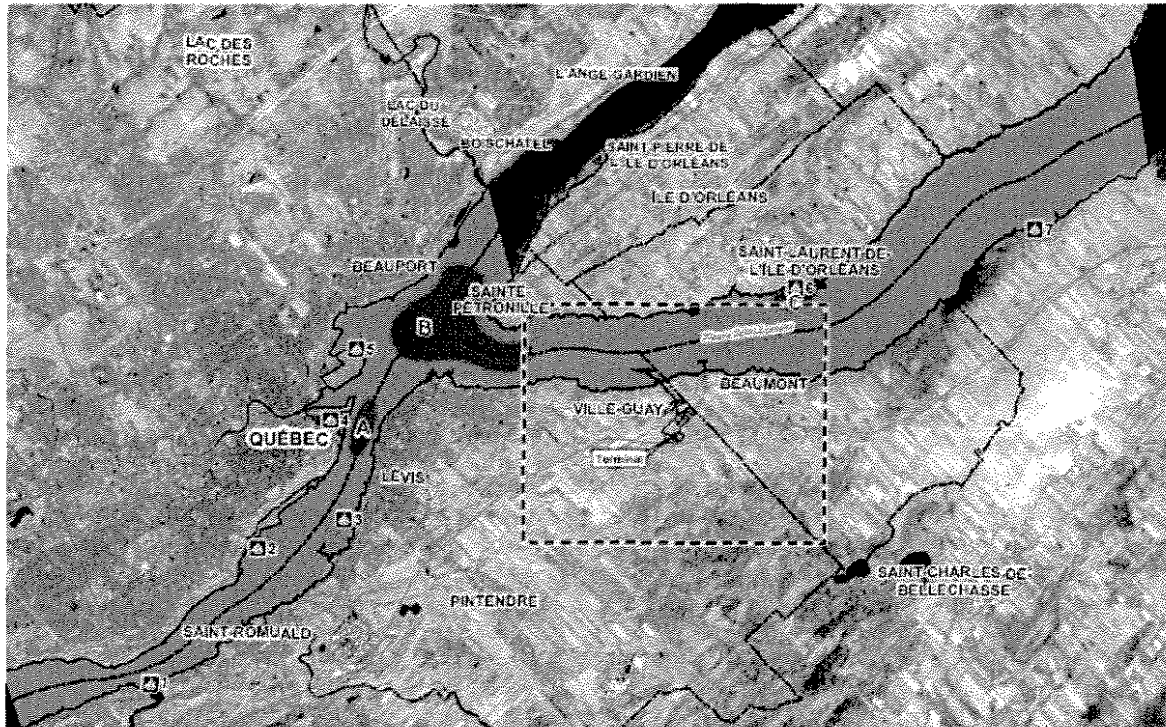 LAC DES
ROCHES
L'ANGE-GARDIEN
LAC DU
DÉLAISSÉ
BOISCHATEL
SAINT-PIERRE-DE-
L'ÎLE-D'ORLÉANS
ÎLE D'ORLÉANS
7
BEAUPORT
SAINT-LAURENT-DE-
L'ÎLE-D'ORLÉANS
SAINTE-
PÉTRONILLE
6
C
B
5
BEAUMONT
VILLE-GUAY
4
A
QUÉBEC
Terminal
LÉVIS
3
2
SAINT-CHARLES-DE-
BELLECHASSE
PINTENDRE
SAINT-ROMUALD
1